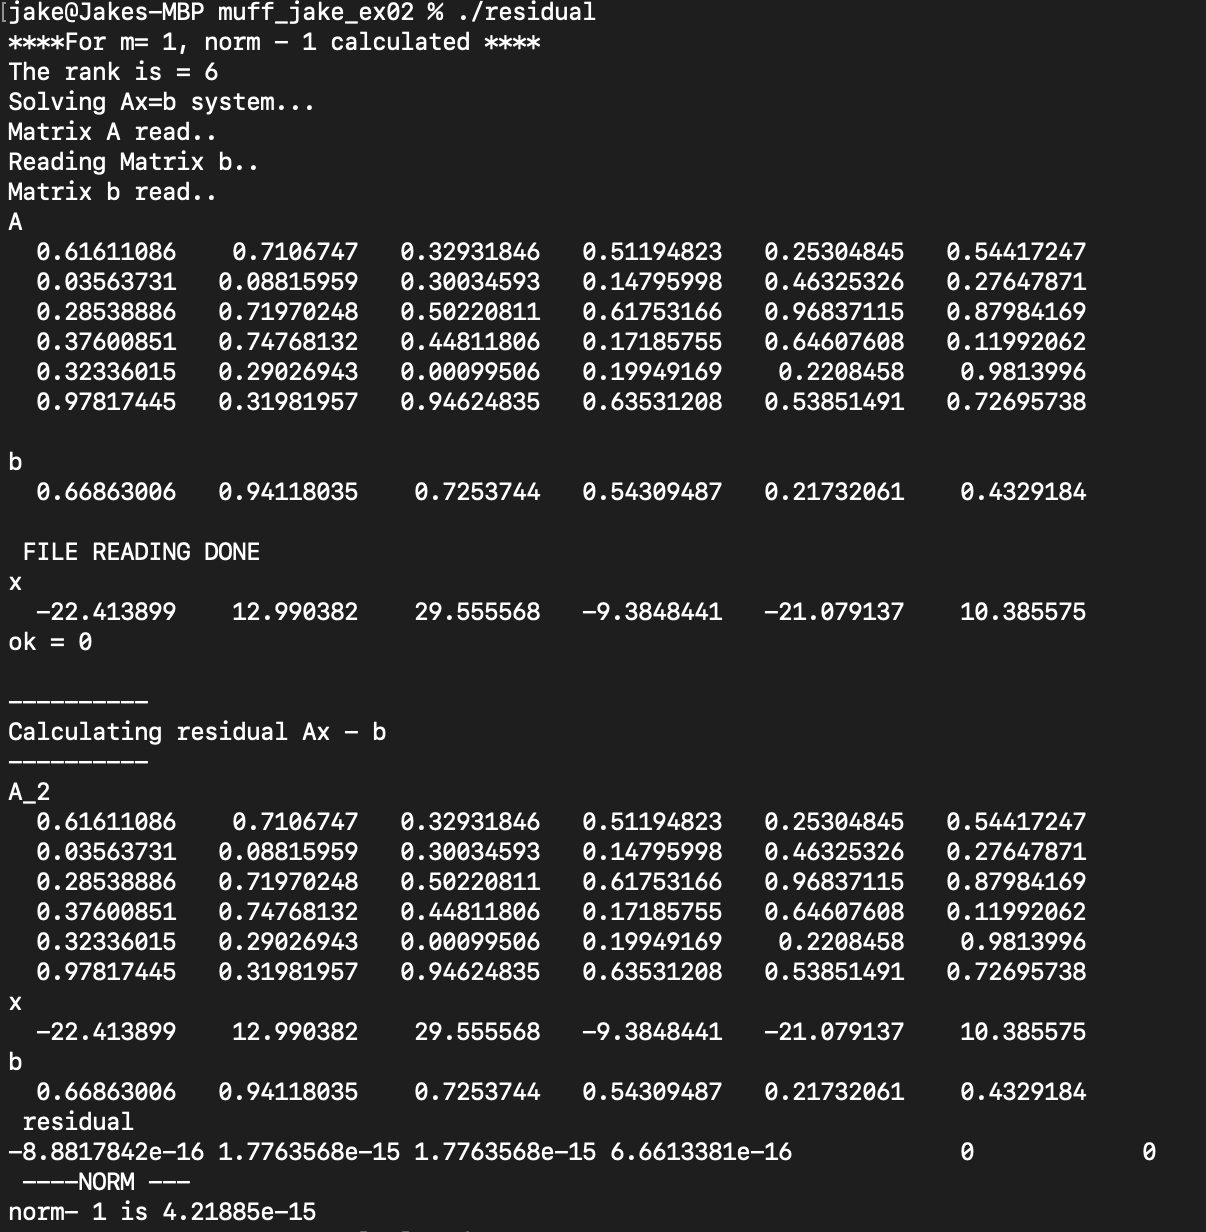 [jake@Jakes-MBP muff_jake_ex02 % ./residual
****For m= 1, norm - 1 calculated ****
The rank is = 6
Solving Ax=b system...
Matrix A read..
Reading Matrix b..
Matrix b read..
A
0.61611086 0.7106747 0.32931846 0.51194823 0.25304845 0.54417247
0.03563731 0.08815959 0.30034593 0.14795998 0.46325326 0.27647871
0.28538886 0.71970248 0.50220811 0.61753166 0.96837115 0.87984169
0.37600851 0.74768132 0.44811806 0.17185755 0.64607608 0.11992062
0.32336015 0.29026943 0.00099506 0.19949169 0.2208458 0.9813996
0.97817445 0.31981957 0.94624835 0.63531208 0.53851491 0.72695738
b
0.66863006 0.94118035 0.7253744 0.54309487 0.21732061 0.4329184
FILE READING DONE
x
-22.413899 12.990382 29.555568 -9.3848441 -21.079137 10.385575
ok = 0
----------
Calculating residual Ax - b
----------
A_2
0.61611086 0.7106747 0.32931846 0.51194823 0.25304845 0.54417247
0.03563731 0.08815959 0.30034593 0.14795998 0.46325326 0.27647871
0.28538886 0.71970248 0.50220811 0.61753166 0.96837115 0.87984169
0.37600851 0.74768132 0.44811806 0.17185755 0.64607608 0.11992062
0.32336015 0.29026943 0.00099506 0.19949169 0.2208458 0.9813996
0.97817445 0.31981957 0.94624835 0.63531208 0.53851491 0.72695738
x
-22.413899 12.990382 29.555568 -9.3848441 -21.079137 10.385575
b
0.66863006 0.94118035 0.7253744 0.54309487 0.21732061 0.4329184
residual
-8.8817842e-16 1.7763568e-15 1.7763568e-15 6.6613381e-16 0 0
----NORM ---
norm- 1 is 4.21885e-15